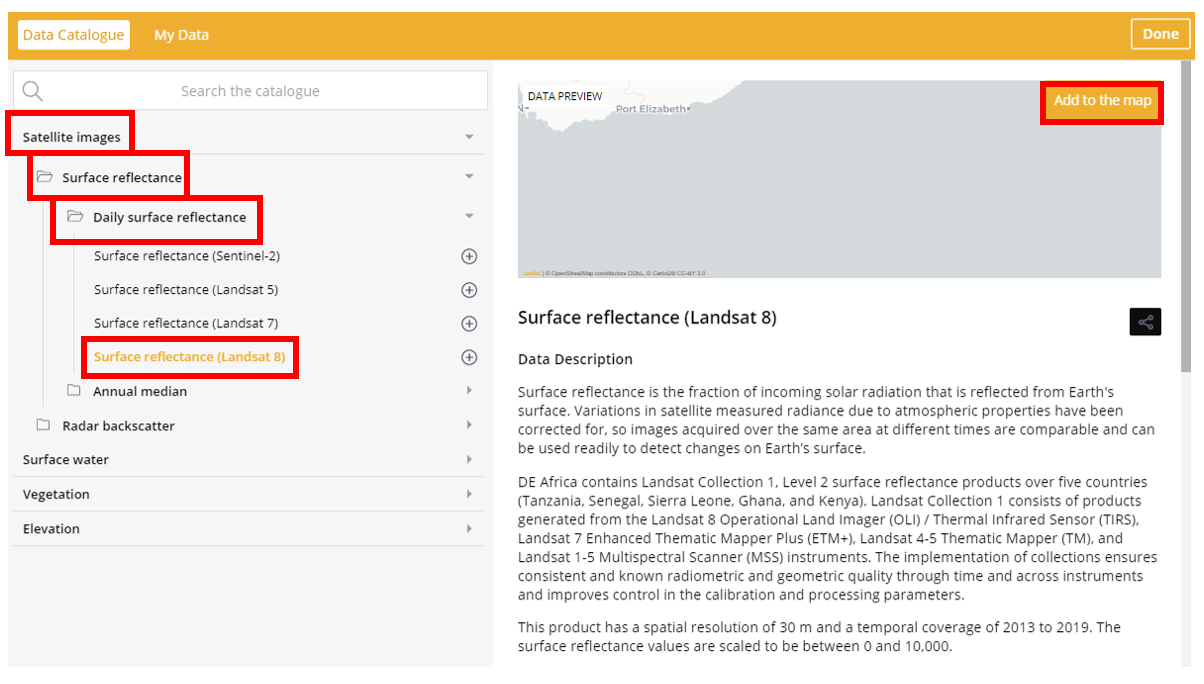 Data Catalogue
My Data
Done
Search the catalogue
Satellite images
Surface reflectance
Daily surface reflectance
Surface reflectance (Sentinel-2)
Surface reflectance (Landsat 5)
Surface reflectance (Landsat 7)
Surface reflectance (Landsat 8)
Annual median
Radar backscatter
Surface water
Vegetation
Elevation
DATA PREVIEW
Add to the map
Port Elizabeth
Leaflet | © OpenStreetMap contributors ODbL, © CartoDB CC-BY 3.0
Surface reflectance (Landsat 8)
Data Description
Surface reflectance is the fraction of incoming solar radiation that is reflected from Earth's
surface. Variations in satellite measured radiance due to atmospheric properties have been
corrected for, so images acquired over the same area at different times are comparable and can
be used readily to detect changes on Earth’s surface.
DE Africa contains Landsat Collection 1, Level 2 surface reflectance products over five countries
(Tanzania, Senegal, Sierra Leone, Ghana, and Kenya). Landsat Collection 1 consists of products
generated from the Landsat 8 Operational Land Imager (OLI) / Thermal Infrared Sensor (TIRS),
Landsat 7 Enhanced Thematic Mapper Plus (ETM+), Landsat 4-5 Thematic Mapper (TM), and
Landsat 1-5 Multispectral Scanner (MSS) instruments. The implementation of collections ensures
consistent and known radiometric and geometric quality through time and across instruments
and improves control in the calibration and processing parameters.
This product has a spatial resolution of 30 m and a temporal coverage of 2013 to 2019. The
surface reflectance values are scaled to be between 0 and 10,000.